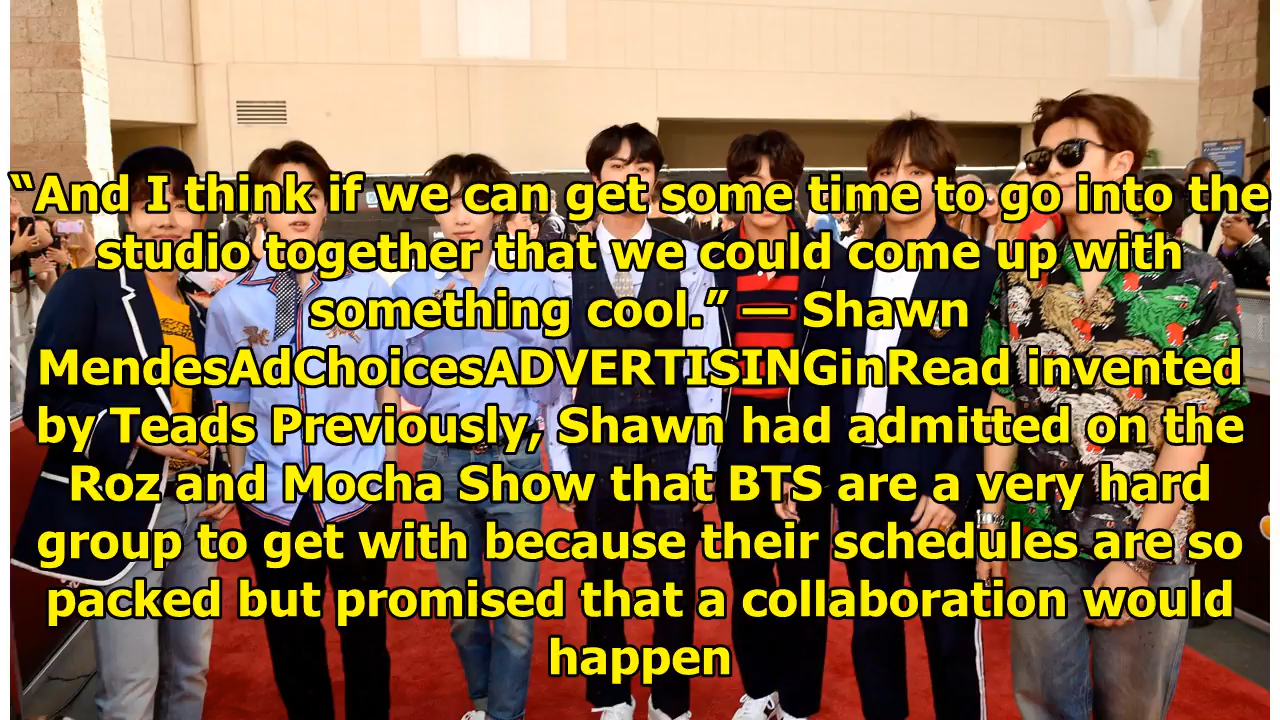 “And I think if we can get some time to go into the
studio together that we could come up with
something cool.” — Shawn
MendesAdChoicesADVERTISINGinRead invented
by Teads Previously, Shawn had admitted on the
Roz and Mocha Show that BTS are a very hard
group to get with because their schedules are so
packed but promised that a collaboration would
happen